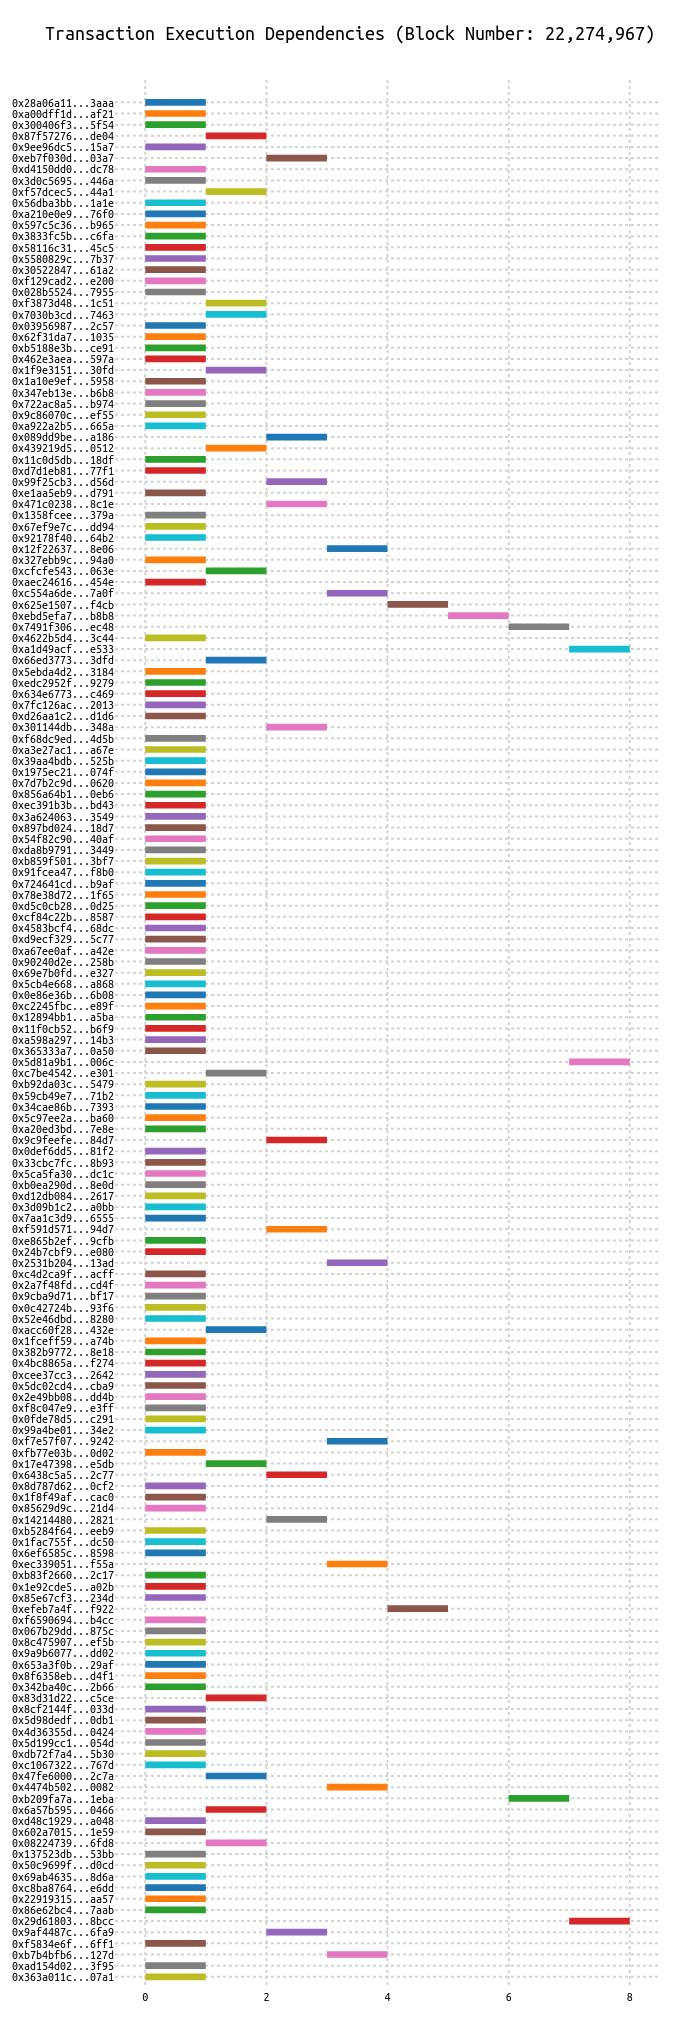 Transaction Execution Dependencies (Block Number: 22,274,967)
0x28a06a11...3aaa
0xa00dff1d...af21
0x300406f3...5f54
0x87f57276...de04
0x9ee96dc5...15a7
0xeb7f030d...03a7
0xd4150dd0...dc78
0x3d0c5695...446a
0xf57dcec5...44a1
0x56dba3bb...1a1e
0xa210e0e9...76f0
0x597c5c36...b965
0x3833fc5b...c6fa
0x58116c31...45c5
0x5580829c...7b37
0x30522847...61a2
0xf129cad2...e200
0x028b5524...7955
0xf3873d48...1c51
0x7030b3cd...7463
0x03956987...2c57
0x62f31da7...1035
0xb5188e3b...ce91
0x462e3aea...597a
0x1f9e3151...30fd
0x1a10e9ef...5958
0x347eb13e...b6b8
0x722ac8a5...b974
0x9c86070c...ef55
0xa922a2b5...665a
0x089dd9be...a186
0x439219d5...0512
0x11c0d5db...18df
0xd7d1eb81...77f1
0x99f25cb3...d56d
0xe1aa5eb9...d791
0x471c0238...8c1e
0x1358fcee...379a
0x67ef9e7c...dd94
0x92178f40...64b2
0x12f22637...8e06
0x327ebb9c...94a0
0xcfcfe543...063e
0xaec24616...454e
0xc554a6de...7a0f
0x625e1507...f4cb
0xebd5efa7...b8b8
0x7491f306...ec48
0x4622b5d4...3c44
0xa1d49acf...e533
0x66ed3773...3dfd
0x5ebda4d2...3184
0xedc2952f...9279
0x634e6773...c469
0x7fc126ac...2013
0xd26aa1c2...d1d6
0x301144db...348a
0xf68dc9ed...4d5b
0xa3e27ac1...a67e
0x39aa4bdb...525b
0x1975ec21...074f
0x7d7b2c9d...0620
0x856a64b1...0eb6
0xec391b3b...bd43
0x3a624063...3549
0x897bd024...18d7
0x54f82c90...40af
0xda8b9791...3449
0xb859f501...3bf7
0x91fcea47...f8b0
0x724641cd...b9af
0x78e38d72...1f65
0xd5c0cb28...0d25
0xcf84c22b...8587
0x4583bcf4...68dc
0xd9ecf329...5c77
0xa67ee0af...a42e
0x90240d2e...258b
0x69e7b0fd...e327
0x5cb4e668...a868
0x0e86e36b...6b08
0xc2245fbc...e89f
0x12894bb1...a5ba
0x11f0cb52...b6f9
0xa598a297...14b3
0x365333a7...0a50
0x5d81a9b1...006c
0xc7be4542...e301
0xb92da03c...5479
0x59cb49e7...71b2
0x34cae86b...7393
0x5c97ee2a...ba60
0xa20ed3bd...7e8e
0x9c9feefe...84d7
0x0def6dd5...81f2
0x33cbc7fc...8b93
0x5ca5fa30...dc1c
0xb0ea290d...8e0d
0xd12db084...2617
0x3d09b1c2...a0bb
0x7aa1c3d9...6555
0xf591d571...94d7
0xe865b2ef...9cfb
0x24b7cbf9...e080
0x2531b204...13ad
0xc4d2ca9f...acff
0x2a7f48fd...cd4f
0x9cba9d71...bf17
0x0c42724b...93f6
0x52e46dbd...8280
0xacc60f28...432e
0x1fceff59...a74b
0x382b9772...8e18
0x4bc8865a...f274
0xcee37cc3...2642
0x5dc02cd4...cba9
0x2e49bb08...dd4b
0xf8c047e9...e3ff
0x0fde78d5...c291
0x99a4be01...34e2
0xf7e57f07...9242
0xfb77e03b...0d02
0x17e47398...e5db
0x6438c5a5...2c77
0x8d787d62...0cf2
0x1f8f49af...cac0
0x85629d9c...21d4
0x14214480...2821
0xb5284f64...eeb9
0x1fac755f...dc50
0x6ef6585c...8598
0xec339051...f55a
0xb83f2660...2c17
0x1e92cde5...a02b
0x85e67cf3...234d
0xefeb7a4f...f922
0xf6590694...b4cc
0x067b29dd...875c
0x8c475907...ef5b
0x9a9b6077...dd02
0x653a3f0b...29af
0x8f6358eb...d4f1
0x342ba40c...2b66
0x83d31d22...c5ce
0x8cf2144f...033d
0x5d98dedf...0db1
0x4d36355d...0424
0x5d199cc1...054d
0xdb72f7a4...5b30
0xc1067322...767d
0x47fe6000...2c7a
0x4474b502...0082
0xb209fa7a...1eba
0x6a57b595...0466
0xd48c1929...a048
0x602a7015...1e59
0x08224739...6fd8
0x137523db...53bb
0x50c9699f...d0cd
0x69ab4635...8d6a
0xc8ba8764...e6dd
0x22919315...aa57
0x86e62bc4...7aab
0x29d61803...8bcc
0x9af4487c...6fa9
0xf5834e6f...6ff1
0xb7b4bfb6...127d
0xad154d02...3f95
0x363a011c...07a1
0 2 4 6 8